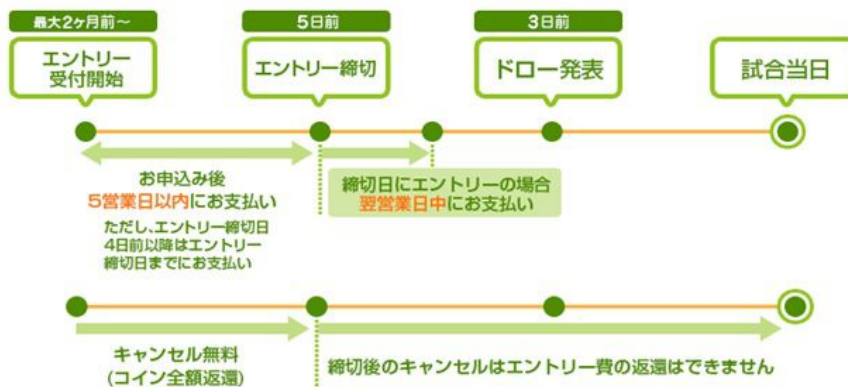 最大2ヶ月前~
5日前
3日前
エントリー
受付開始
エントリー締切
ドロー発表
試合当日
お申込み後
5営業日以内にお支払い
ただし、エントリー締切日
4日前以降はエントリー
締切日までにお支払い
締切日にエントリーの場合
翌営業日中にお支払い
キャンセル無料
(コイン全額返還)
締切後のキャンセルはエントリー費の返還はできません